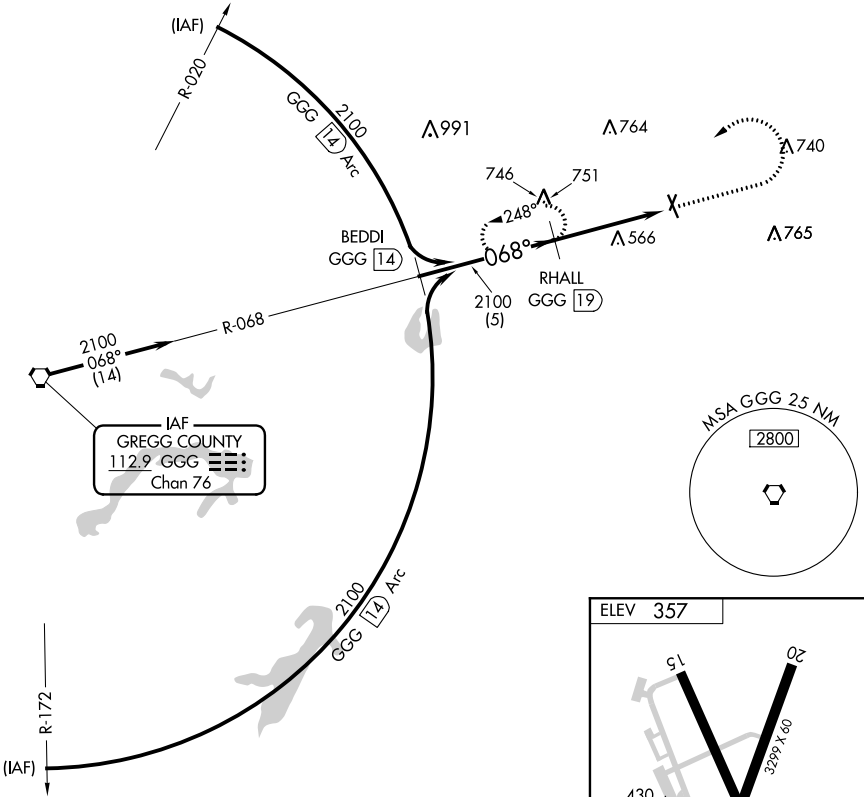 (IAF)
R-020
2100
GGG 14 Arc
991
764
740
746
751
248°
068°
566
765
BEDDI
GGG 14
RHALL
GGG 19
2100
(5)
R-068
2100
068°
(14)
IAF
GREGG COUNTY
112.9 GGG
Chan 76
MSA GGG 25 NM
2800
2100
GGG 14 Arc
R-172
(IAF)
ELEV 357
15
20
3299 X 60
430